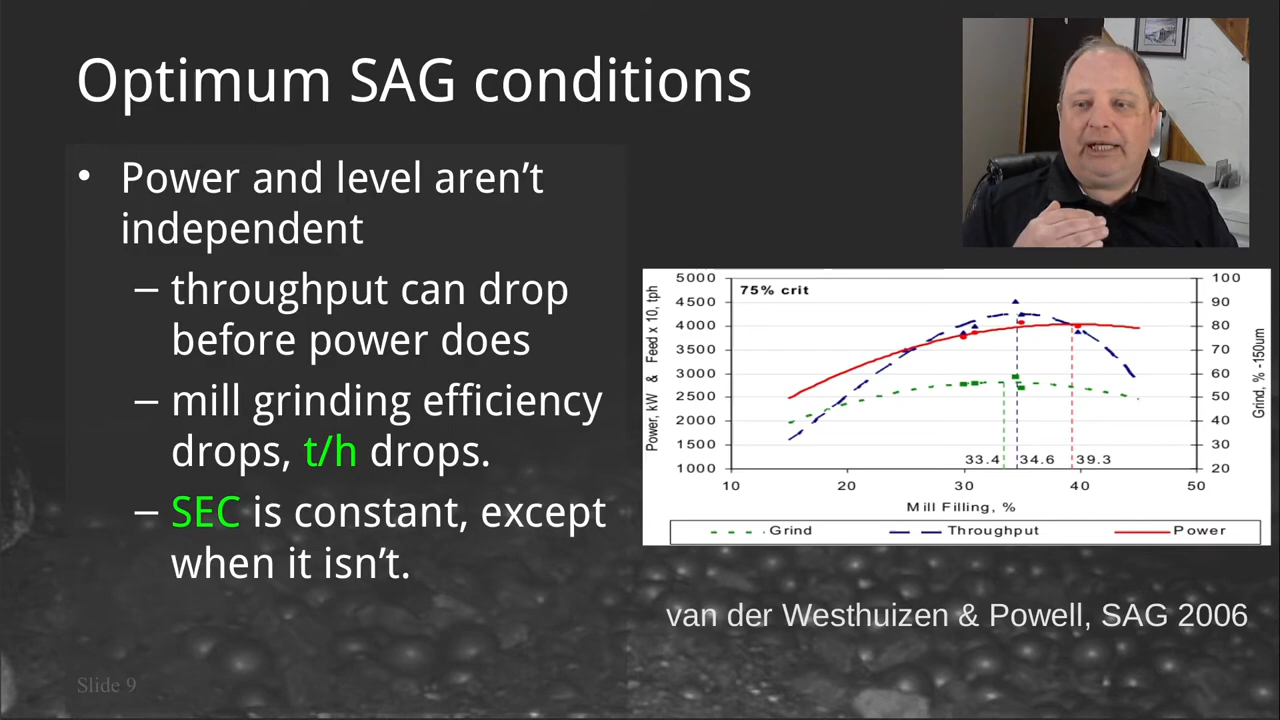 Optimum SAG conditions
• Power and level aren’t
independent
– throughput can drop
before power does
– mill grinding efficiency
drops, t/h drops.
– SEC is constant, except
when it isn’t.
75% crit
Power, kW & Feed x 10, tph
5000
4500
4000
3500
3000
2500
2000
1500
1000
100
90
80
70
60
50
40
30
20
Grind, % -150um
33.4 34.6 39.3
10 20 30 40 50
Mill Filling, %
Grind Throughput Power
van der Westhuizen & Powell, SAG 2006
Slide 9